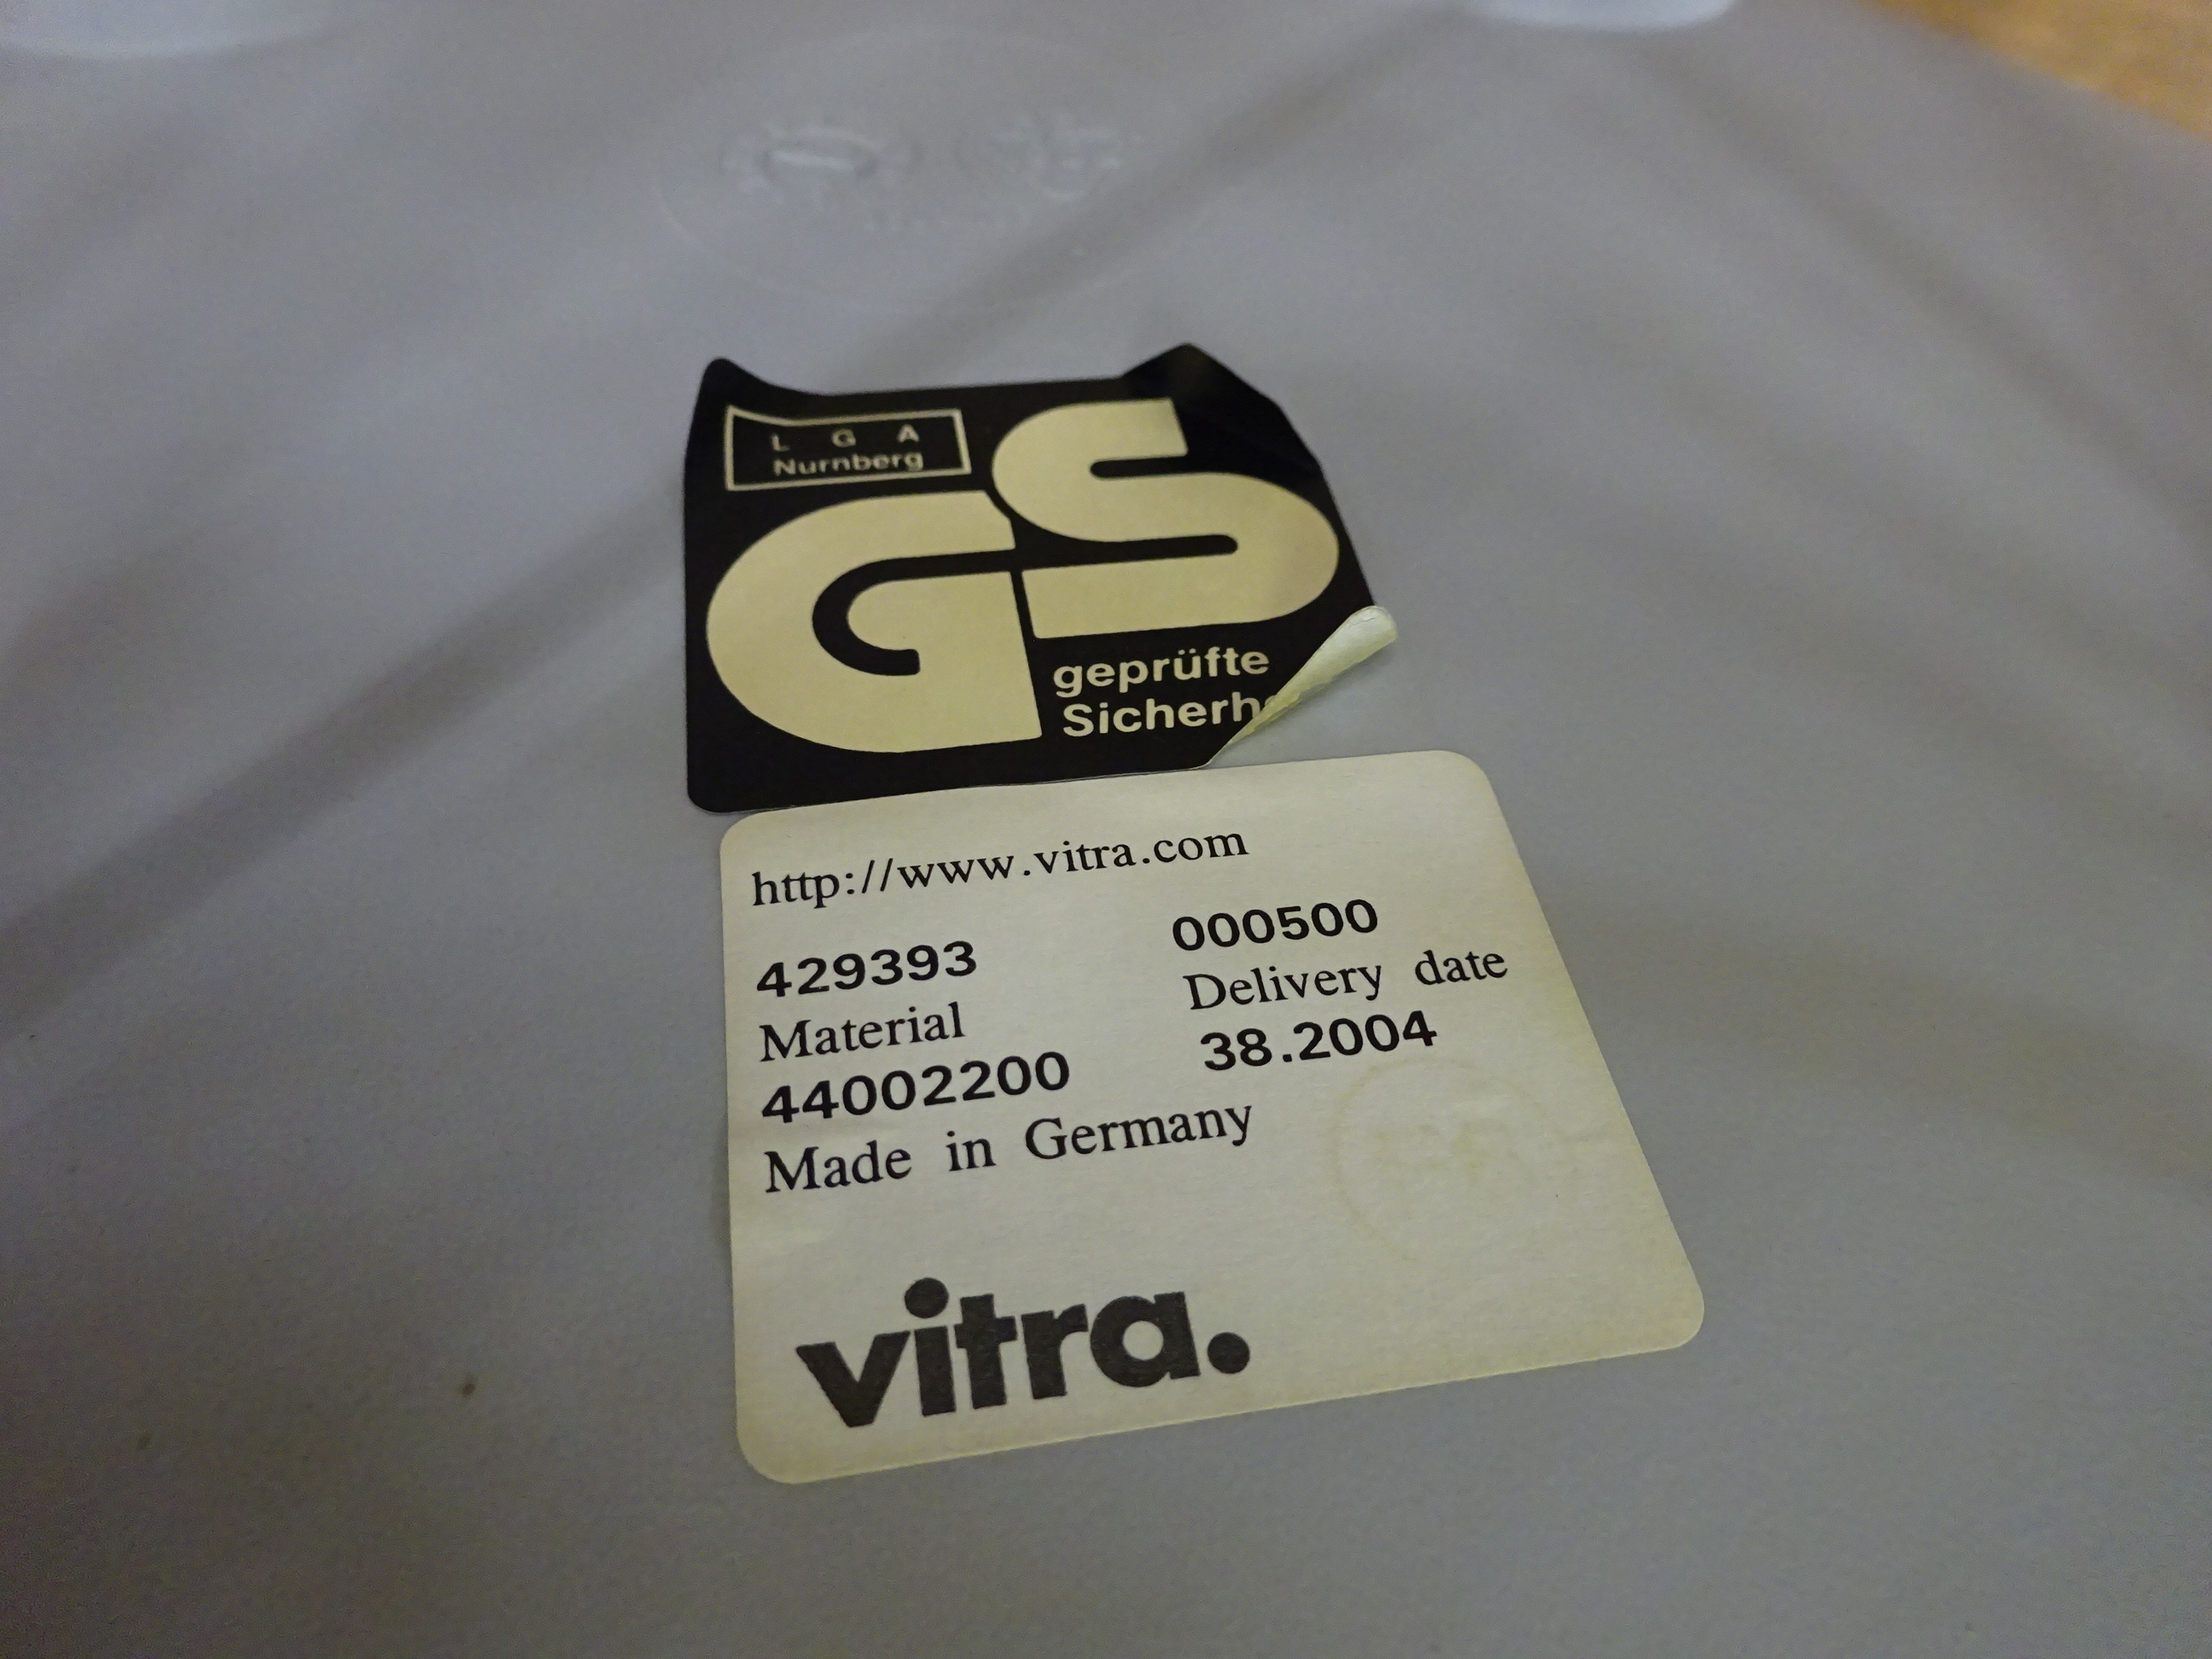 L G A
Nurnberg
GS
geprüfte
Sicherh
http://www.vitra.com
429393 000500
Material Delivery date
44002200 38.2004
Made in Germany
vitra.